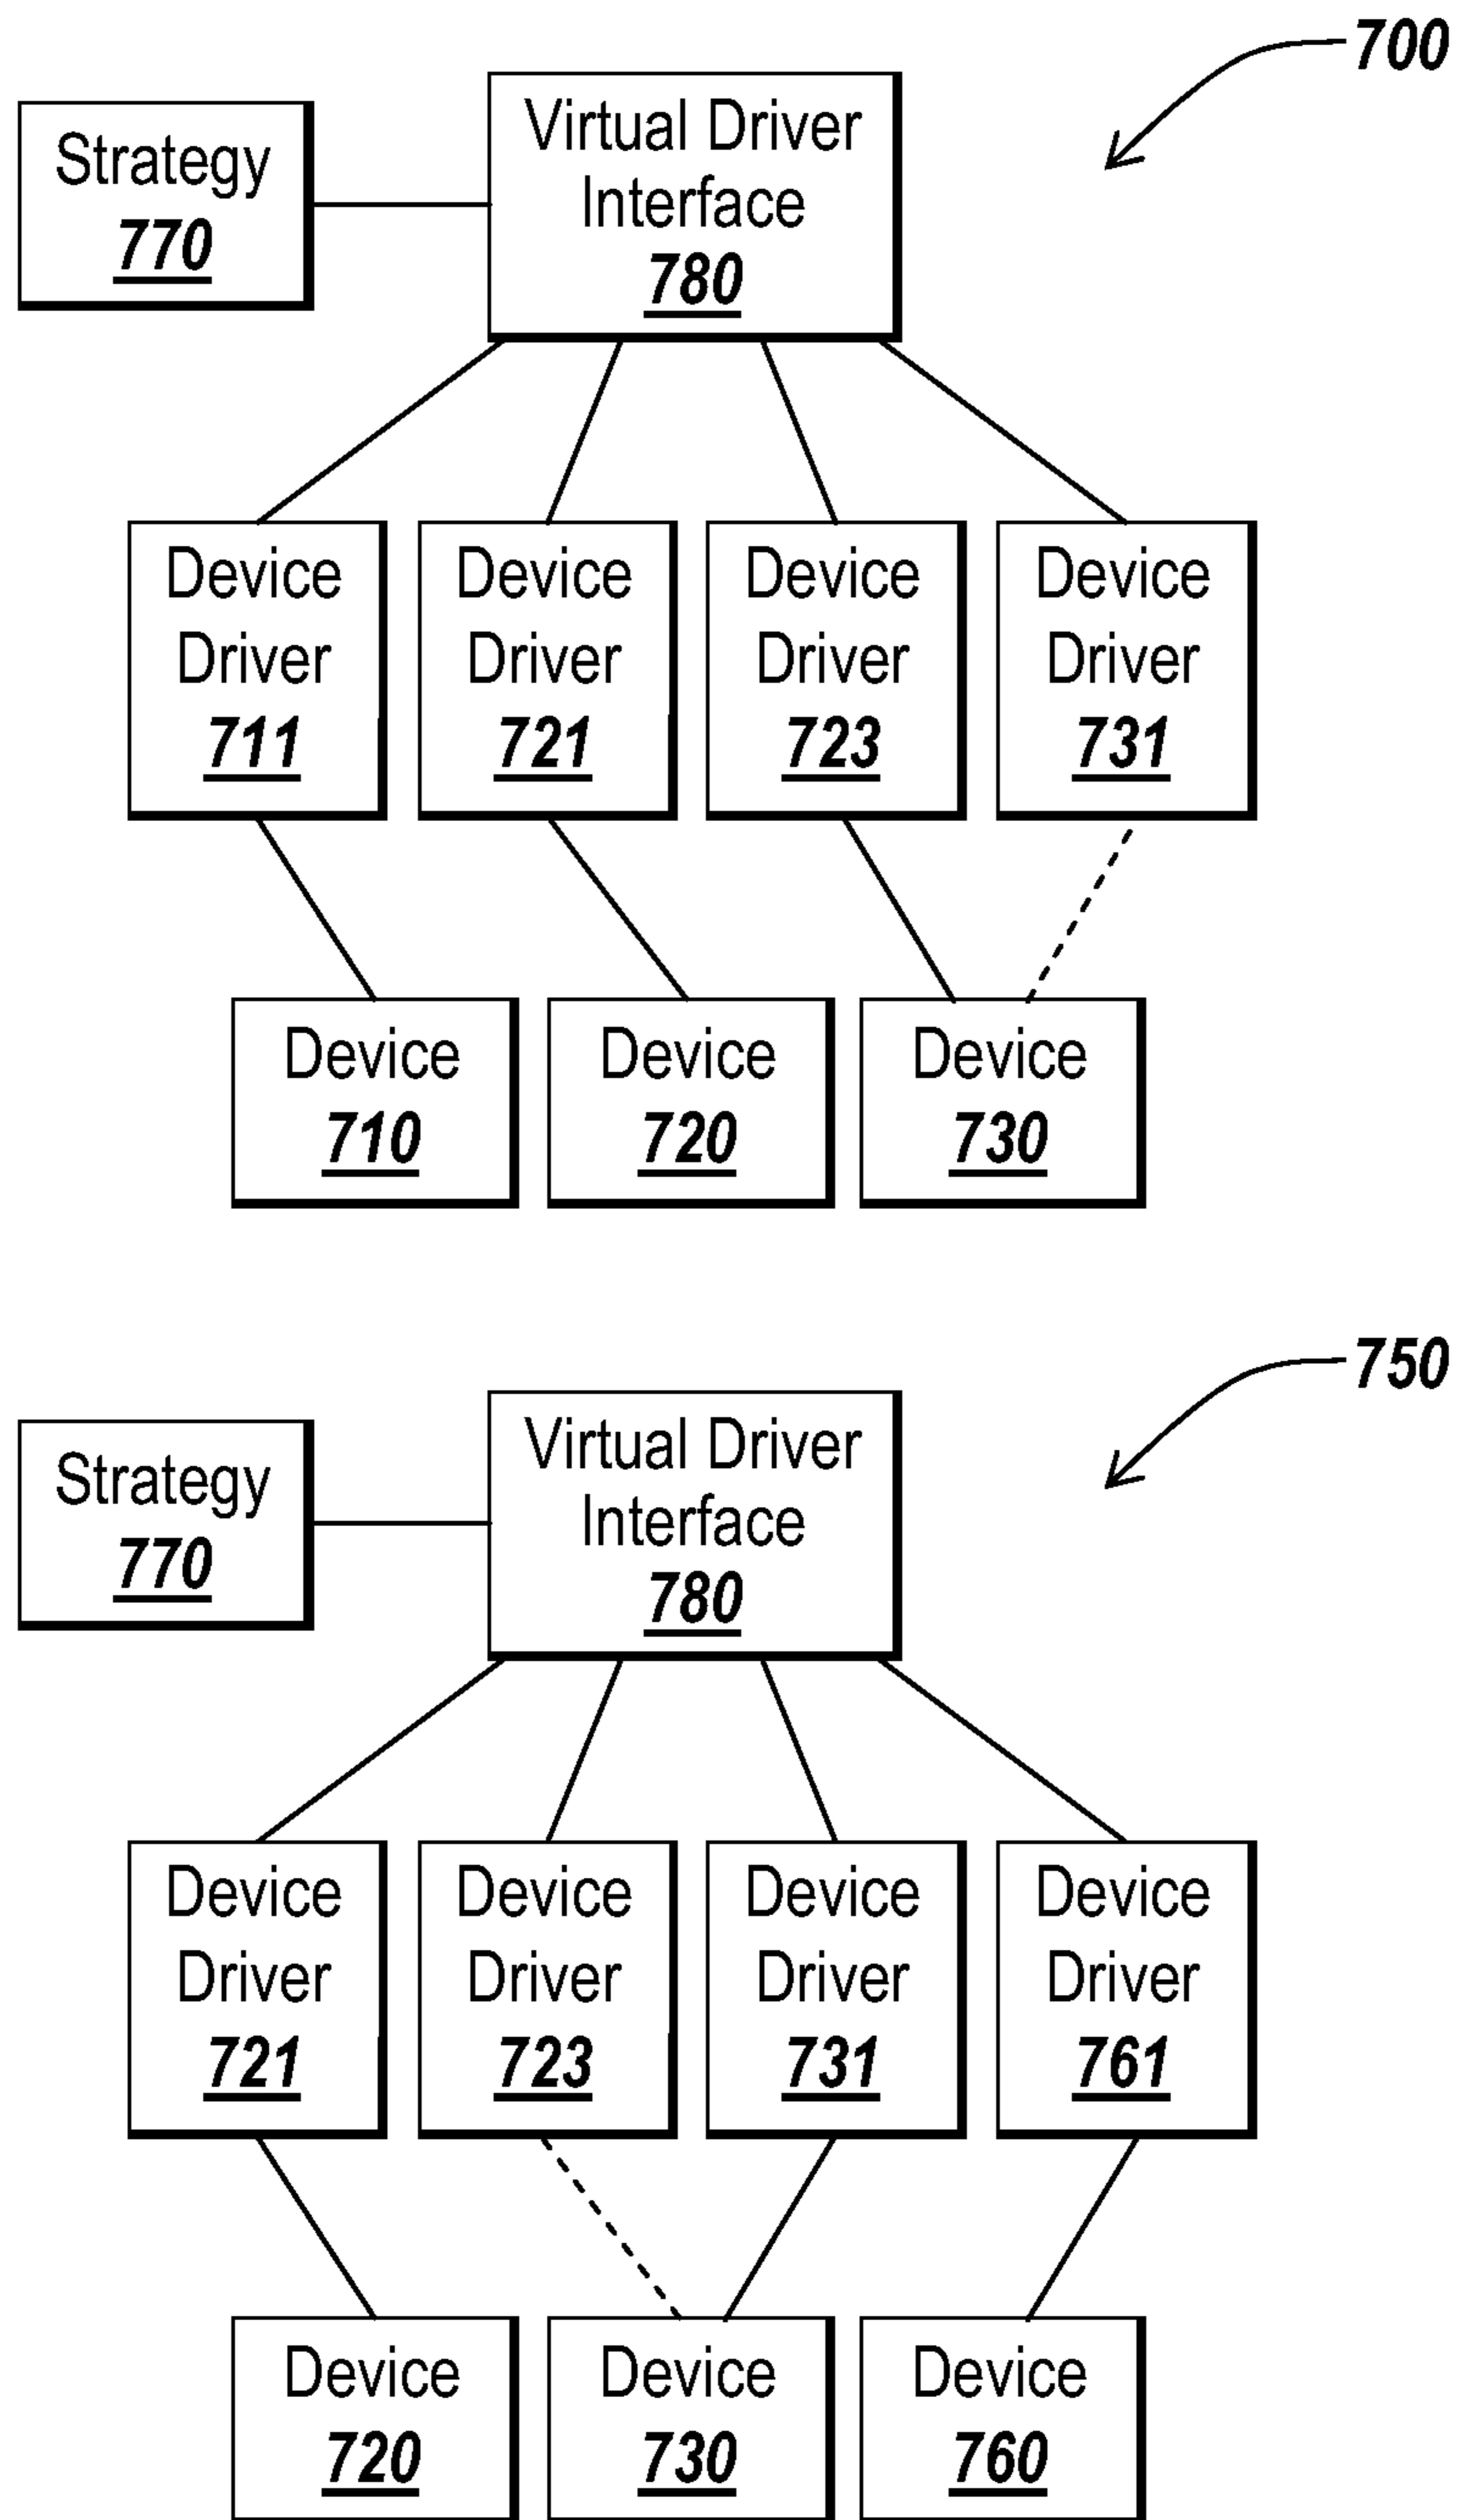 700
Strategy
770
Virtual Driver
Interface
780
Device
Driver
711
Device
Driver
721
Device
Driver
723
Device
Driver
731
Device
710
Device
720
Device
730
750
Strategy
770
Virtual Driver
Interface
780
Device
Driver
721
Device
Driver
723
Device
Driver
731
Device
Driver
761
Device
720
Device
730
Device
760